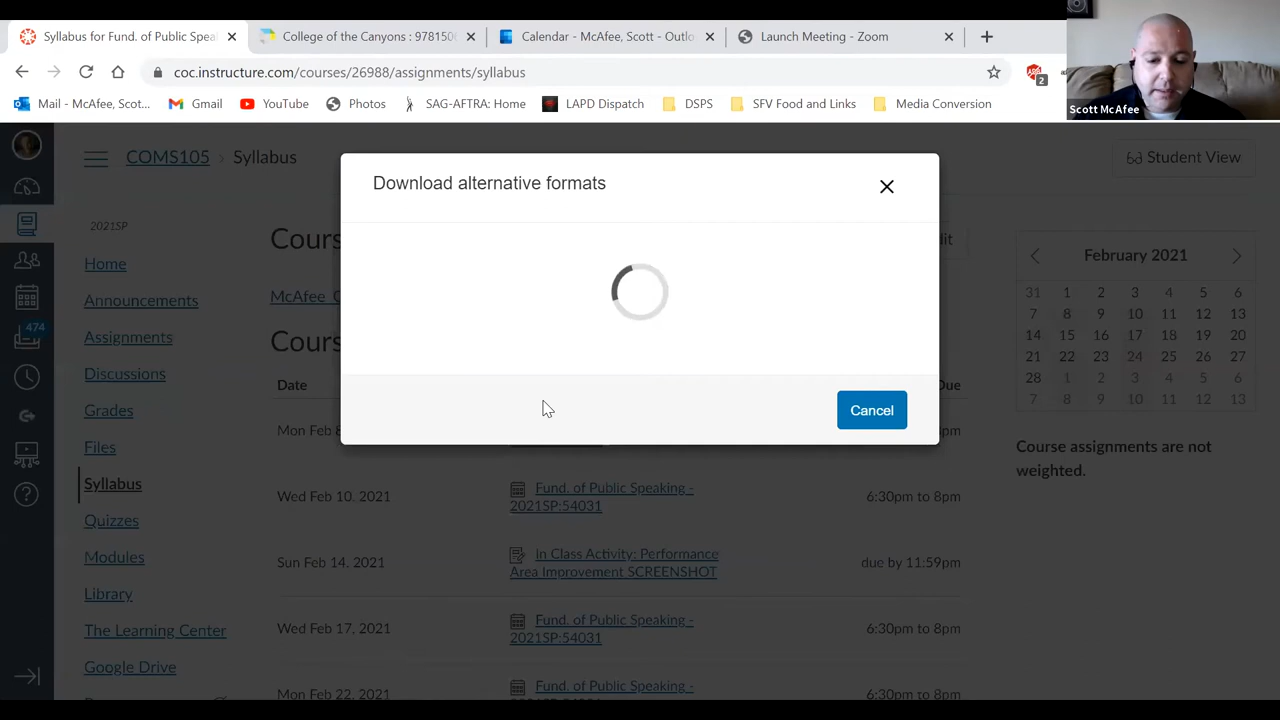 Syllabus for Fund. of Public Spea
College of the Canyons : 9781506
Calendar - McAfee, Scott - Outlo
Launch Meeting - Zoom
coc.instructure.com/courses/26988/assignments/syllabus
2
Mail - McAfee, Scot...
Gmail
YouTube
Photos
SAG-AFTRA: Home
LAPD Dispatch
DSPS
SFV Food and Links
Media Conversion
Scott McAfee
COMS105 › Syllabus
Student View
Download alternative formats
Cancel
2021SP
Home
Announcements
Assignments
Discussions
Grades
Files
Syllabus
Quizzes
Modules
Library
The Learning Center
Google Drive
474
Cours
it
McAfee
Cours
Date
Due
Mon Feb 8
pm
Wed Feb 10, 2021
Fund. of Public Speaking -
2021SP:54031
6:30pm to 8pm
Sun Feb 14, 2021
In Class Activity: Performance
Area Improvement SCREENSHOT
due by 11:59pm
Wed Feb 17, 2021
Fund. of Public Speaking -
2021SP:54031
6:30pm to 8pm
Mon Feb 22, 2021
Fund. of Public Speaking -
6:30pm to 8pm
February 2021
31 1 2 3 4 5 6
7 8 9 10 11 12 13
14 15 16 17 18 19 20
21 22 23 24 25 26 27
28 1 2 3 4 5 6
7 8 9 10 11 12 13
Course assignments are not
weighted.